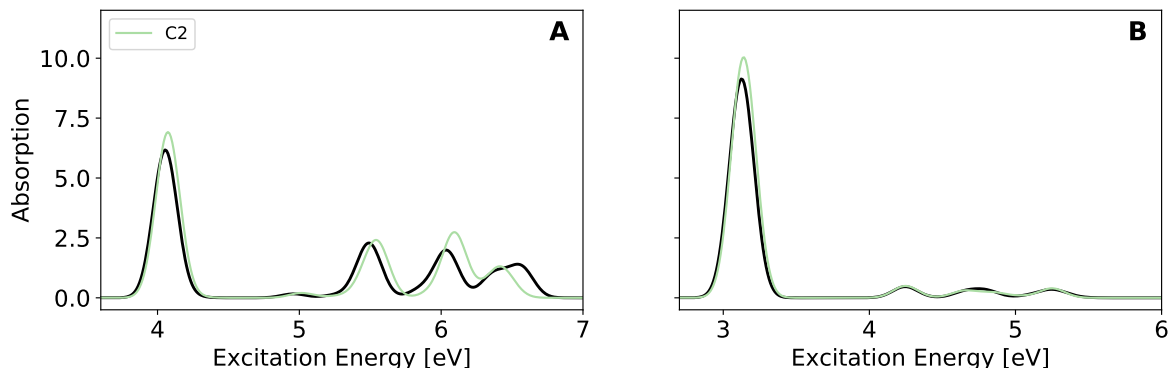 C2
A
B
10.0
7.5
5.0
2.5
0.0
Absorption
4 5 6 7
3 4 5 6
Excitation Energy [eV]
Excitation Energy [eV]